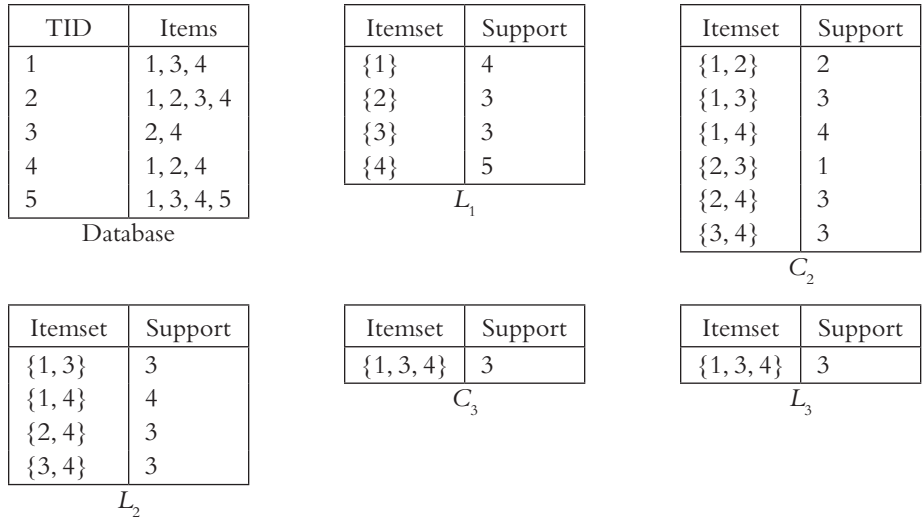 TID Items
1 1, 3, 4
2 1, 2, 3, 4
3 2, 4
4 1, 2, 4
5 1, 3, 4, 5
Database
Itemset Support
{1} 4
{2} 3
{3} 3
{4} 5
L₁
Itemset Support
{1, 2} 2
{1, 3} 3
{1, 4} 4
{2, 3} 1
{2, 4} 3
{3, 4} 3
C₂
Itemset Support
{1, 3} 3
{1, 4} 4
{2, 4} 3
{3, 4} 3
L₂
Itemset Support
{1, 3, 4} 3
C₃
Itemset Support
{1, 3, 4} 3
L₃